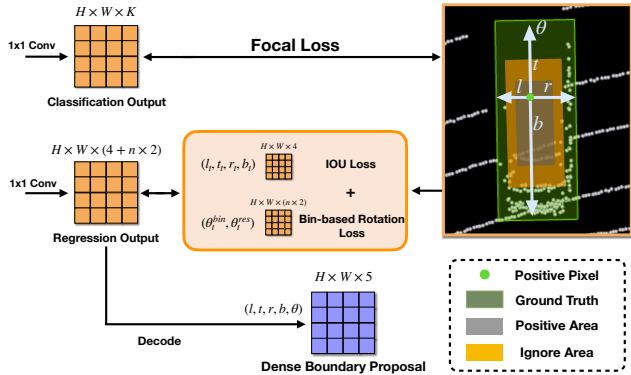 H × W × K
1x1 Conv
Focal Loss
Classification Output
θ
t
l
r
b
H × W × (4 + n × 2)
1x1 Conv
Regression Output
H × W × 4
(l_t, t_t, r_t, b_t)
IOU Loss
+
H × W × (n × 2)
(θ_t^{bin}, θ_t^{res})
Bin-based Rotation
Loss
H × W × 5
(l, t, r, b, θ)
Decode
Dense Boundary Proposal
Positive Pixel
Ground Truth
Positive Area
Ignore Area